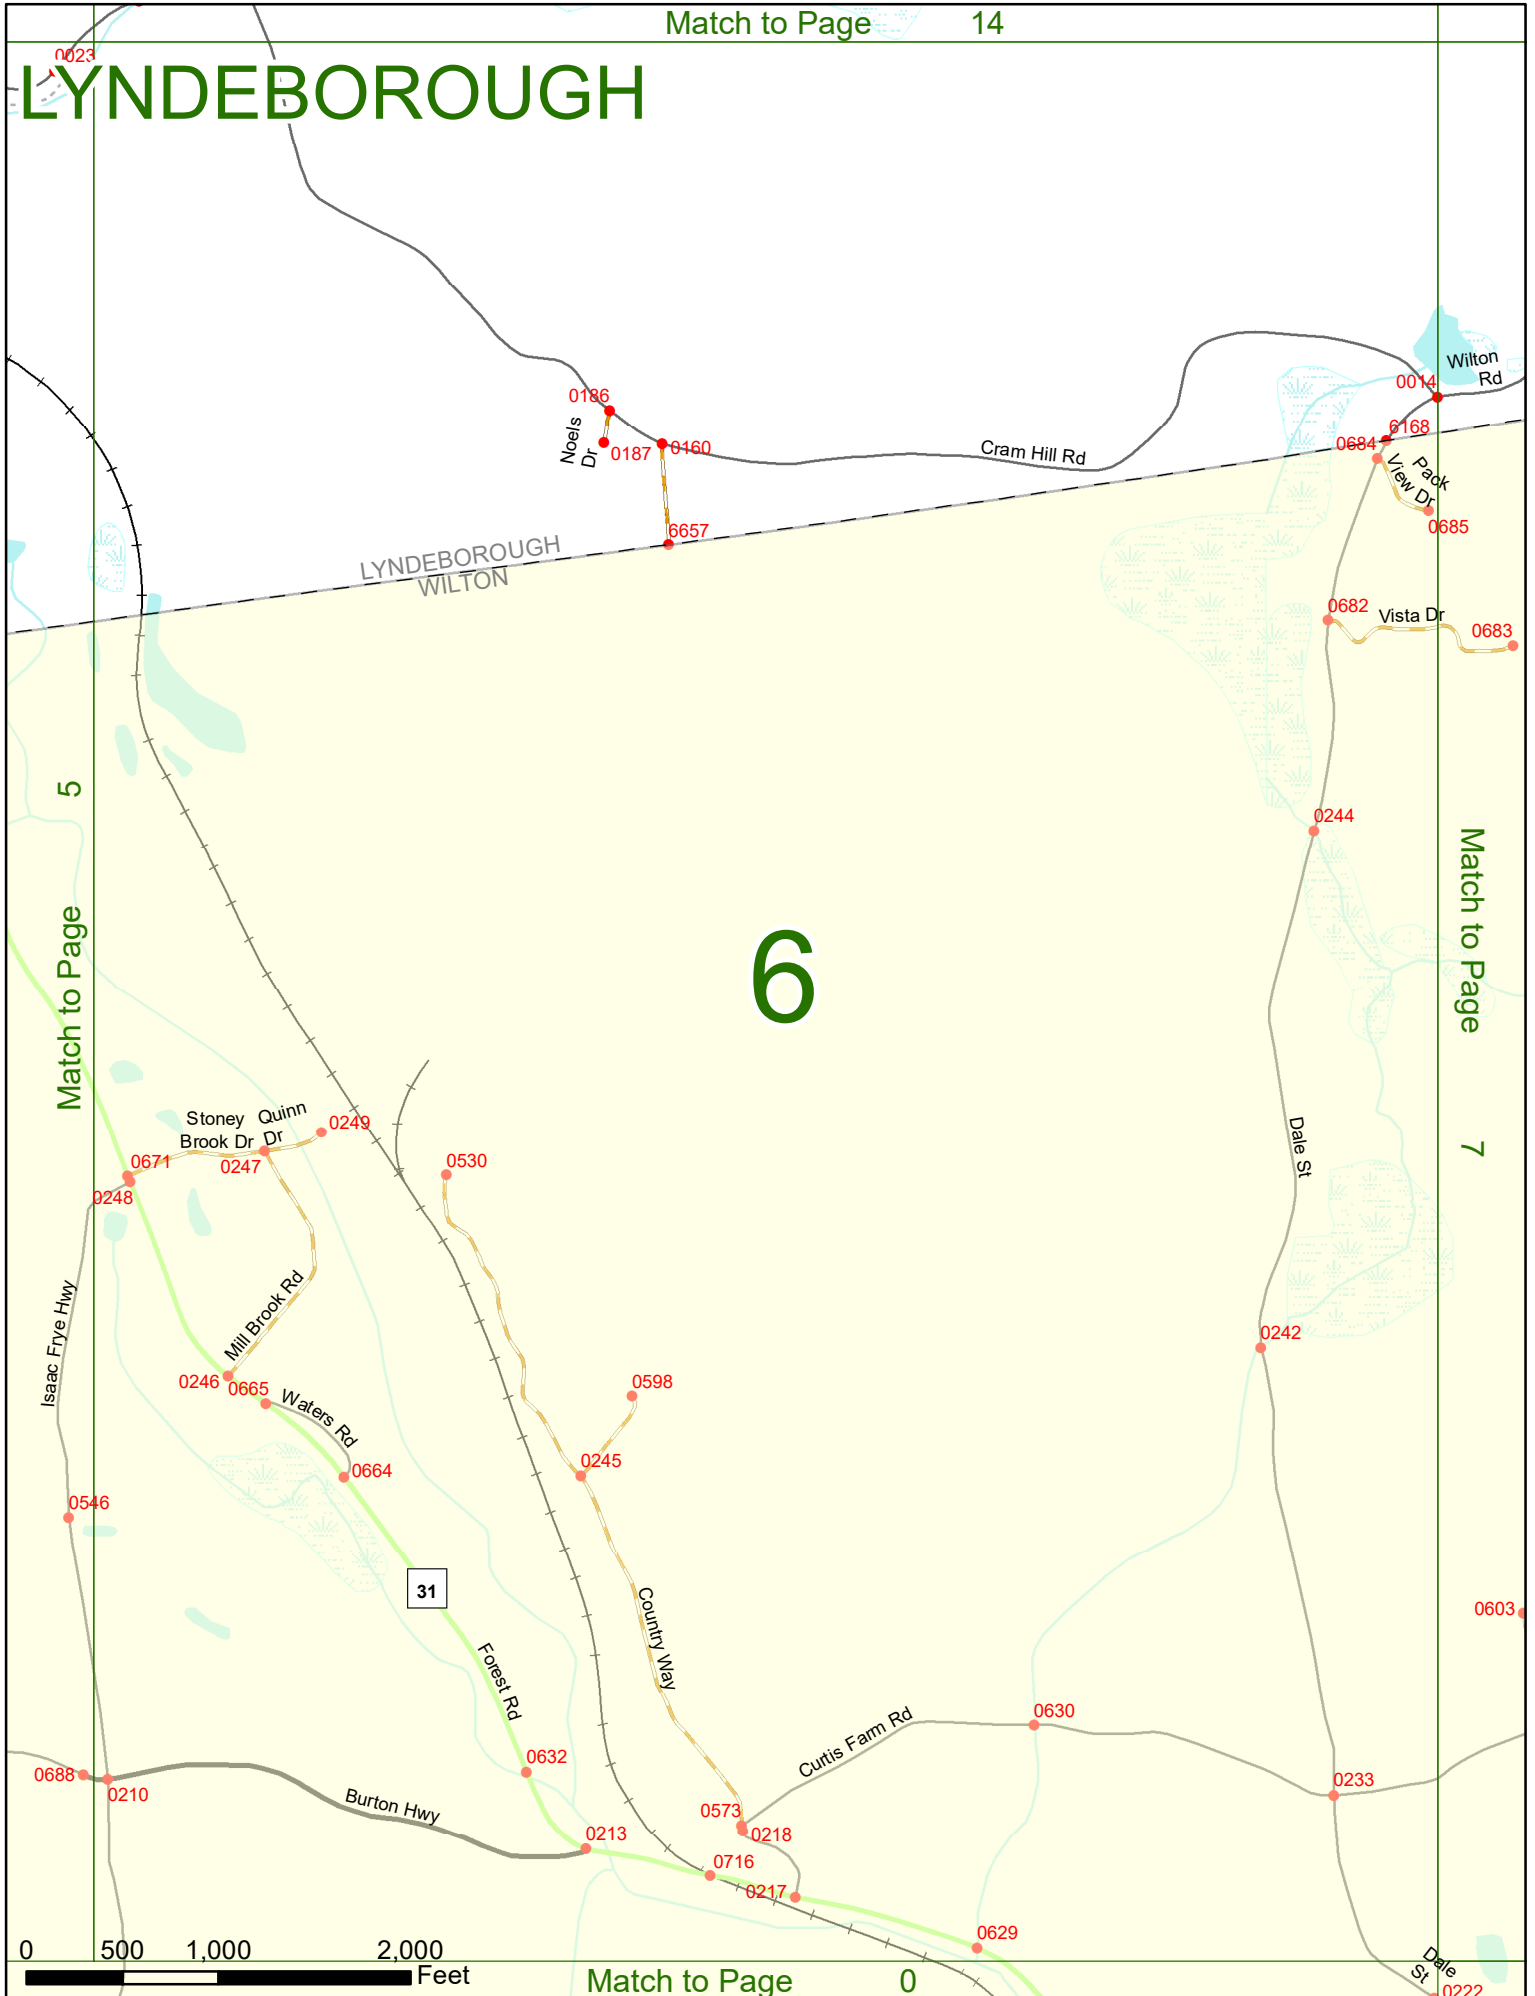 Match to Page 14
0023
LYNDEBOROUGH
Wilton
Rd
0014
0186
Noels
Dr
0187
0160
Cram Hill Rd
6168
0684
Pack
View Dr
0685
6657
LYNDEBOROUGH
WILTON
0682
Vista Dr
0683
Match to Page 5
0244
Match to Page 7
6
Stoney
Brook Dr
Quinn
Dr
0249
0247
0671
0248
0530
Dale St
Isaac Frye Hwy
Mill Brook Rd
0242
0246
0665
Waters Rd
0598
0664
0245
0546
31
Country Way
0603
Forest Rd
Curtis Farm Rd
0630
0688
0210
0632
0233
Burton Hwy
0573
0218
0213
0716
0217
0629
0 500 1,000 2,000
Feet
Match to Page 0
Dale
St
0222